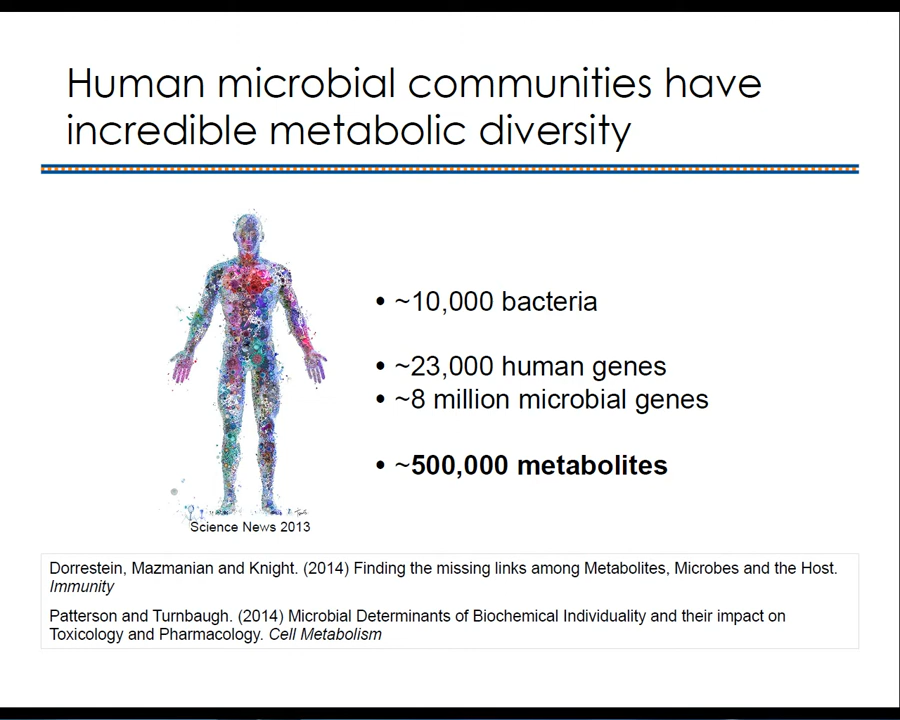 Human microbial communities have
incredible metabolic diversity
• ~10,000 bacteria
• ~23,000 human genes
• ~8 million microbial genes
• ~500,000 metabolites
Science News 2013
Dorrestein, Mazmanian and Knight. (2014) Finding the missing links among Metabolites, Microbes and the Host.
Immunity
Patterson and Turnbaugh. (2014) Microbial Determinants of Biochemical Individuality and their impact on
Toxicology and Pharmacology. Cell Metabolism